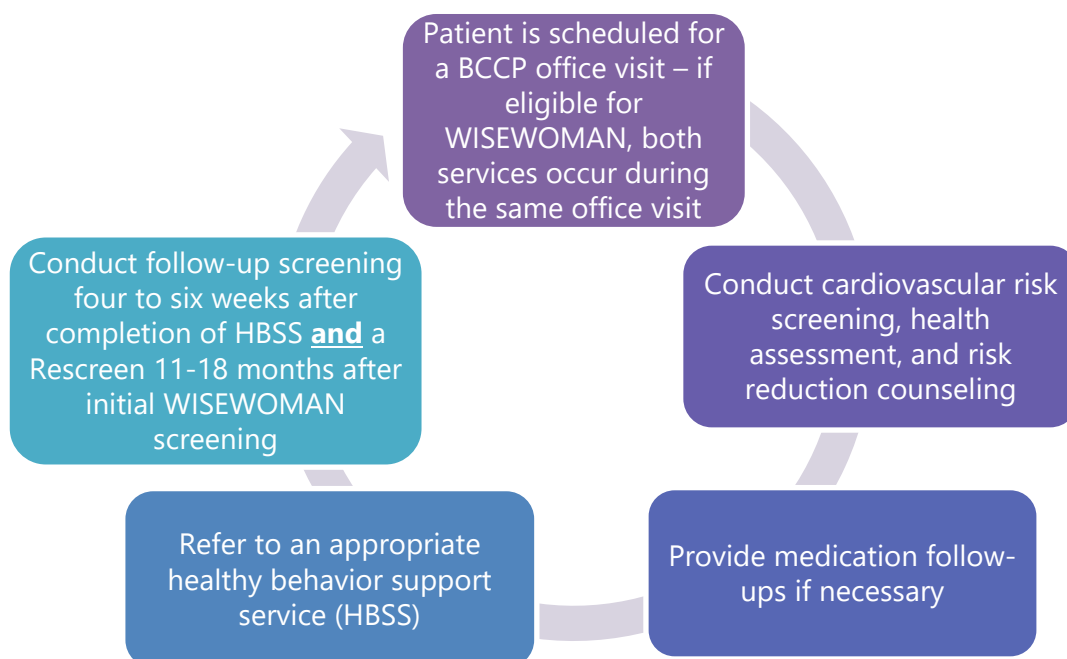 Patient is scheduled for
a BCCP office visit – if
eligible for
WISEWOMAN, both
services occur during
the same office visit
Conduct cardiovascular risk
screening, health
assessment, and risk
reduction counseling
Provide medication follow-
ups if necessary
Refer to an appropriate
healthy behavior support
service (HBSS)
Conduct follow-up screening
four to six weeks after
completion of HBSS and a
Rescreen 11-18 months after
initial WISEWOMAN
screening